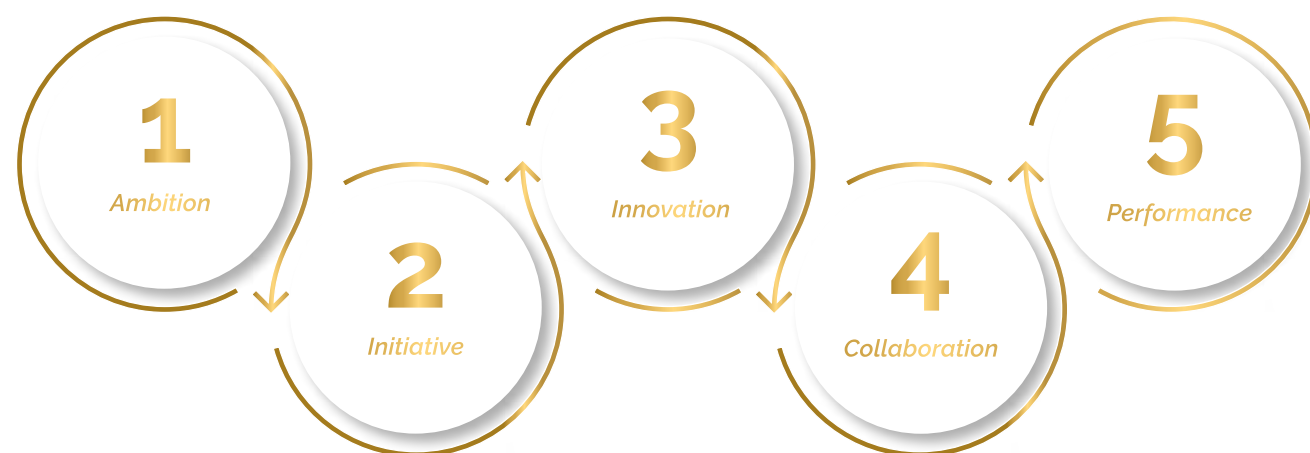 1
Ambition
2
Initiative
3
Innovation
4
Collaboration
5
Performance